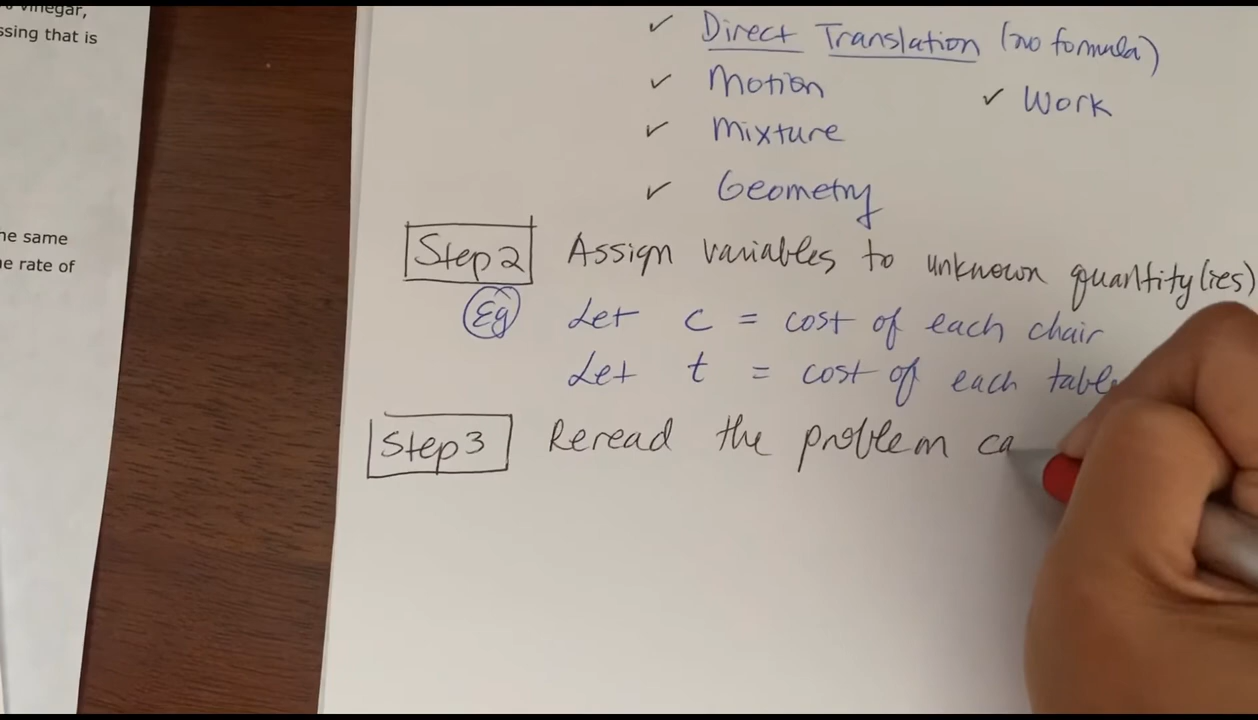 vinegar,
ssing that is
he same
e rate of
✓ Direct Translation (no formula)
✓ Motion ✓ Work
✓ Mixture
✓ Geometry
Step 2 Assign variables to unknown quantity(ies)
Eg Let c = cost of each chair
Let t = cost of each table
Step 3 Reread the problem ca